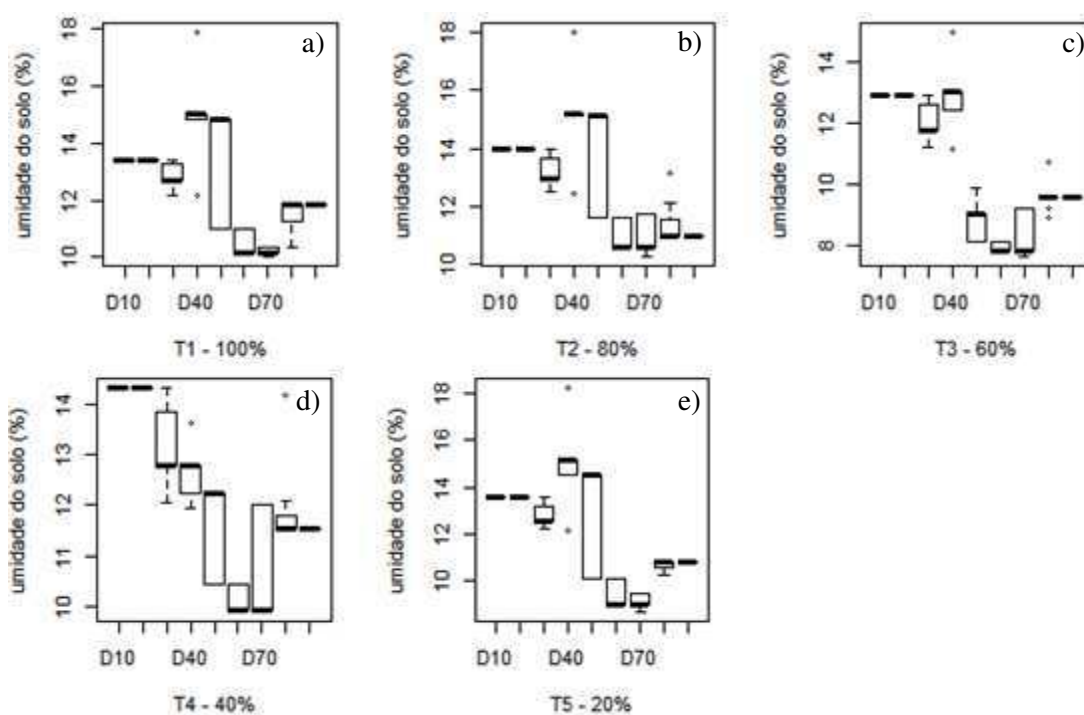 a)
umidade do solo (%)
18
16
14
12
10
D10 D40 D70
T1 - 100%
b)
umidade do solo (%)
18
16
14
12
10
D10 D40 D70
T2 - 80%
c)
umidade do solo (%)
14
12
10
8
D10 D40 D70
T3 - 60%
d)
umidade do solo (%)
14
13
12
11
10
D10 D40 D70
T4 - 40%
e)
umidade do solo (%)
18
16
14
12
10
D10 D40 D70
T5 - 20%